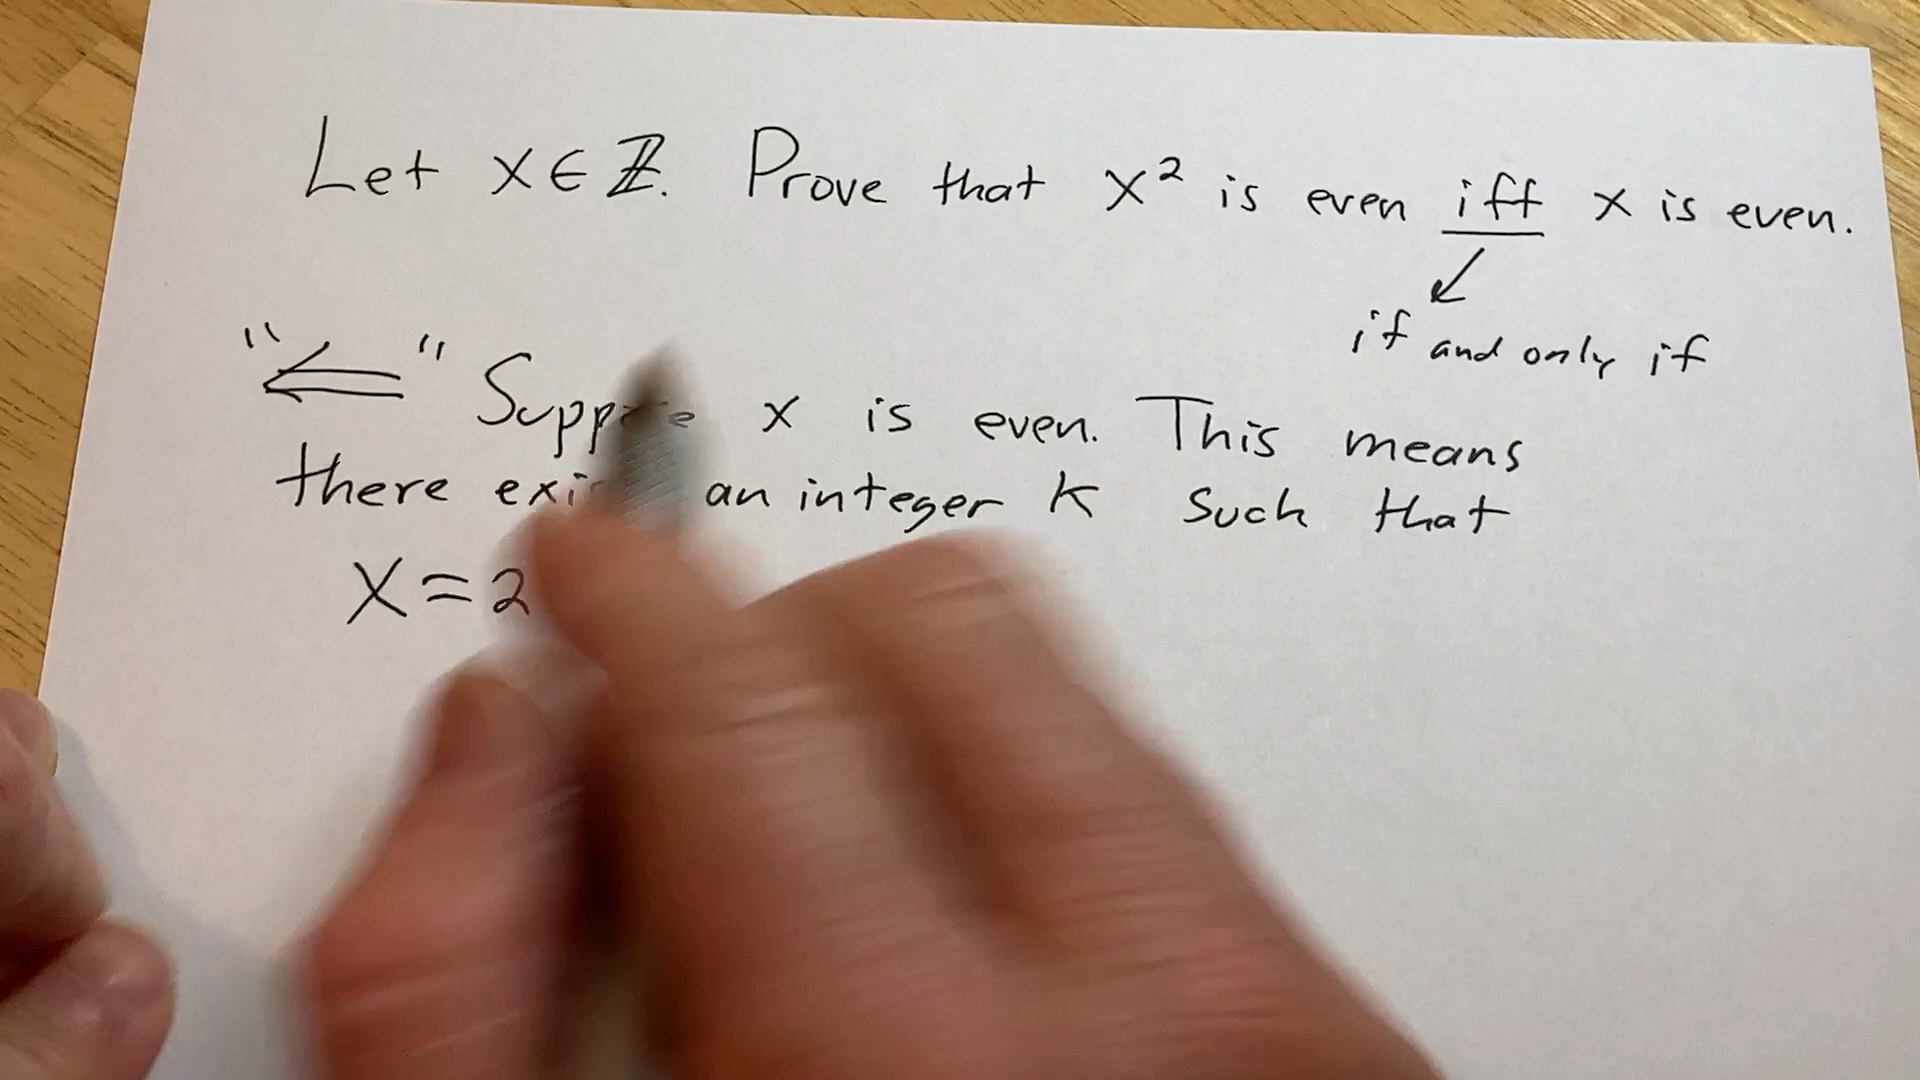 Let x ∈ ℤ. Prove that x² is even iff x is even.
↙
if and only if
"⇐" Suppose x is even. This means
there an integer k such that
x = 2